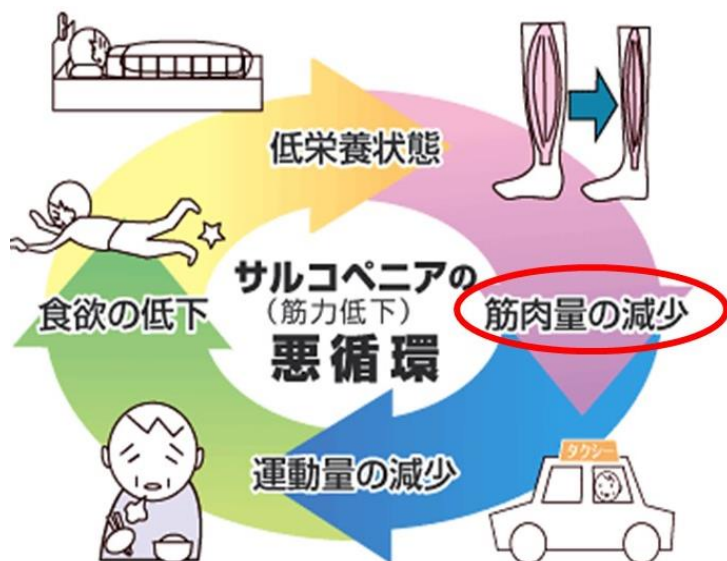 低栄養状態
サルコペニアの
(筋力低下)
悪循環
食欲の低下
筋肉量の減少
運動量の減少
タクシー